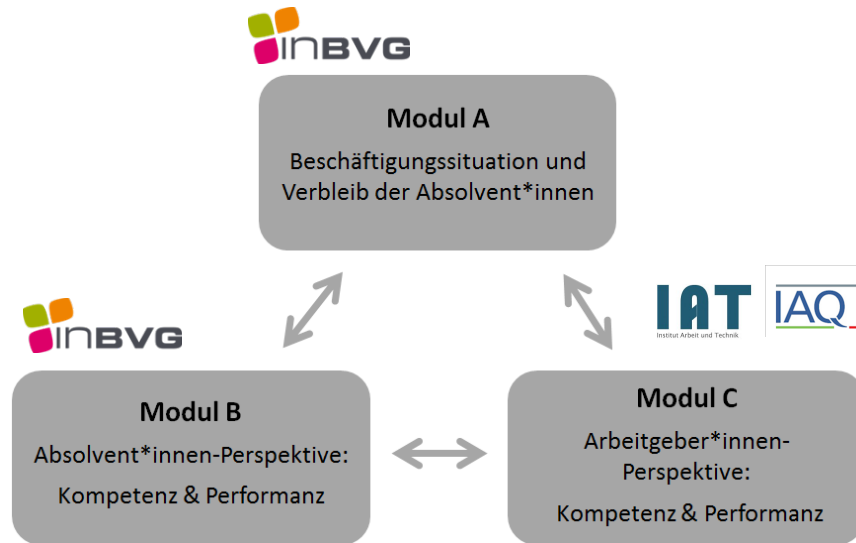 inBVG
Modul A
Beschäftigungssituation und
Verbleib der Absolvent*innen
inBVG
IAT
Institut Arbeit und Technik
IAQ
Modul B
Absolvent*innen-Perspektive:
Kompetenz & Performanz
Modul C
Arbeitgeber*innen-
Perspektive:
Kompetenz & Performanz